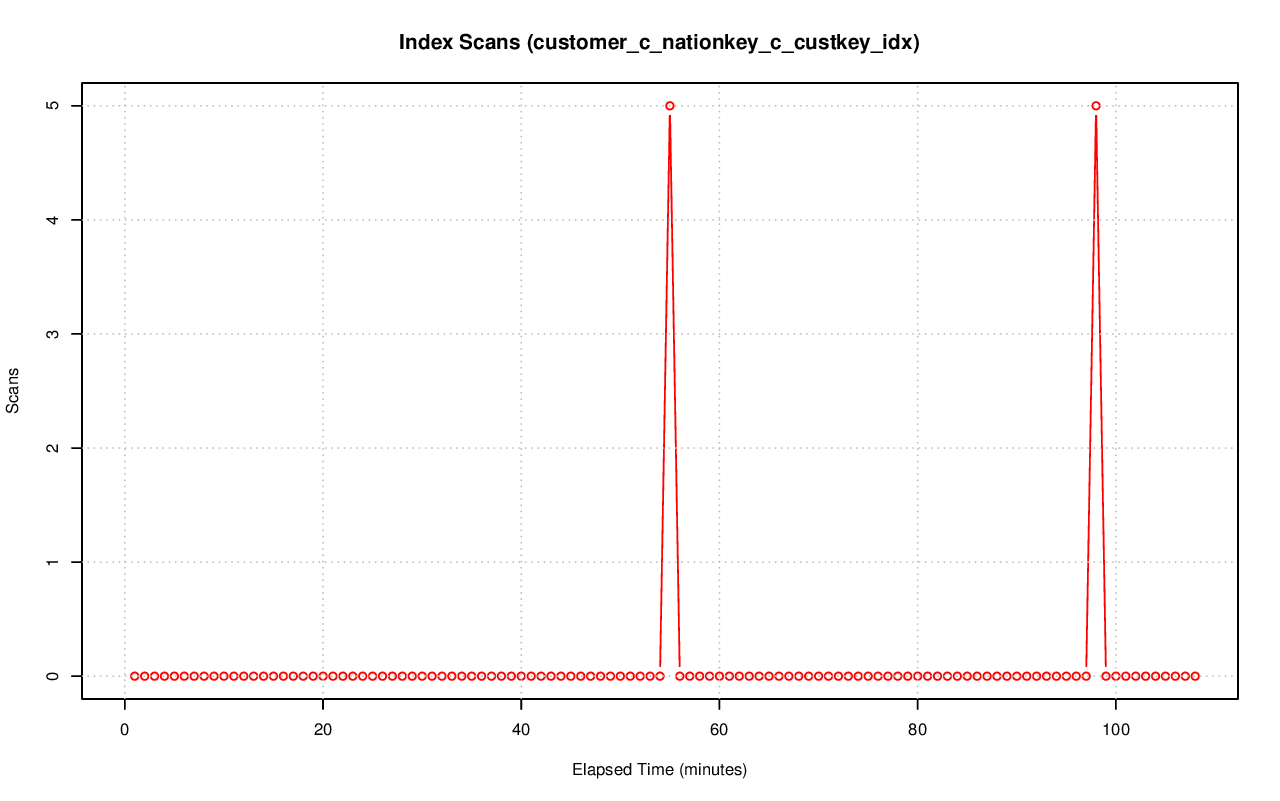 Index Scans (customer_c_nationkey_c_custkey_idx)
5
4
3
2
1
0
Scans
0 20 40 60 80 100
Elapsed Time (minutes)